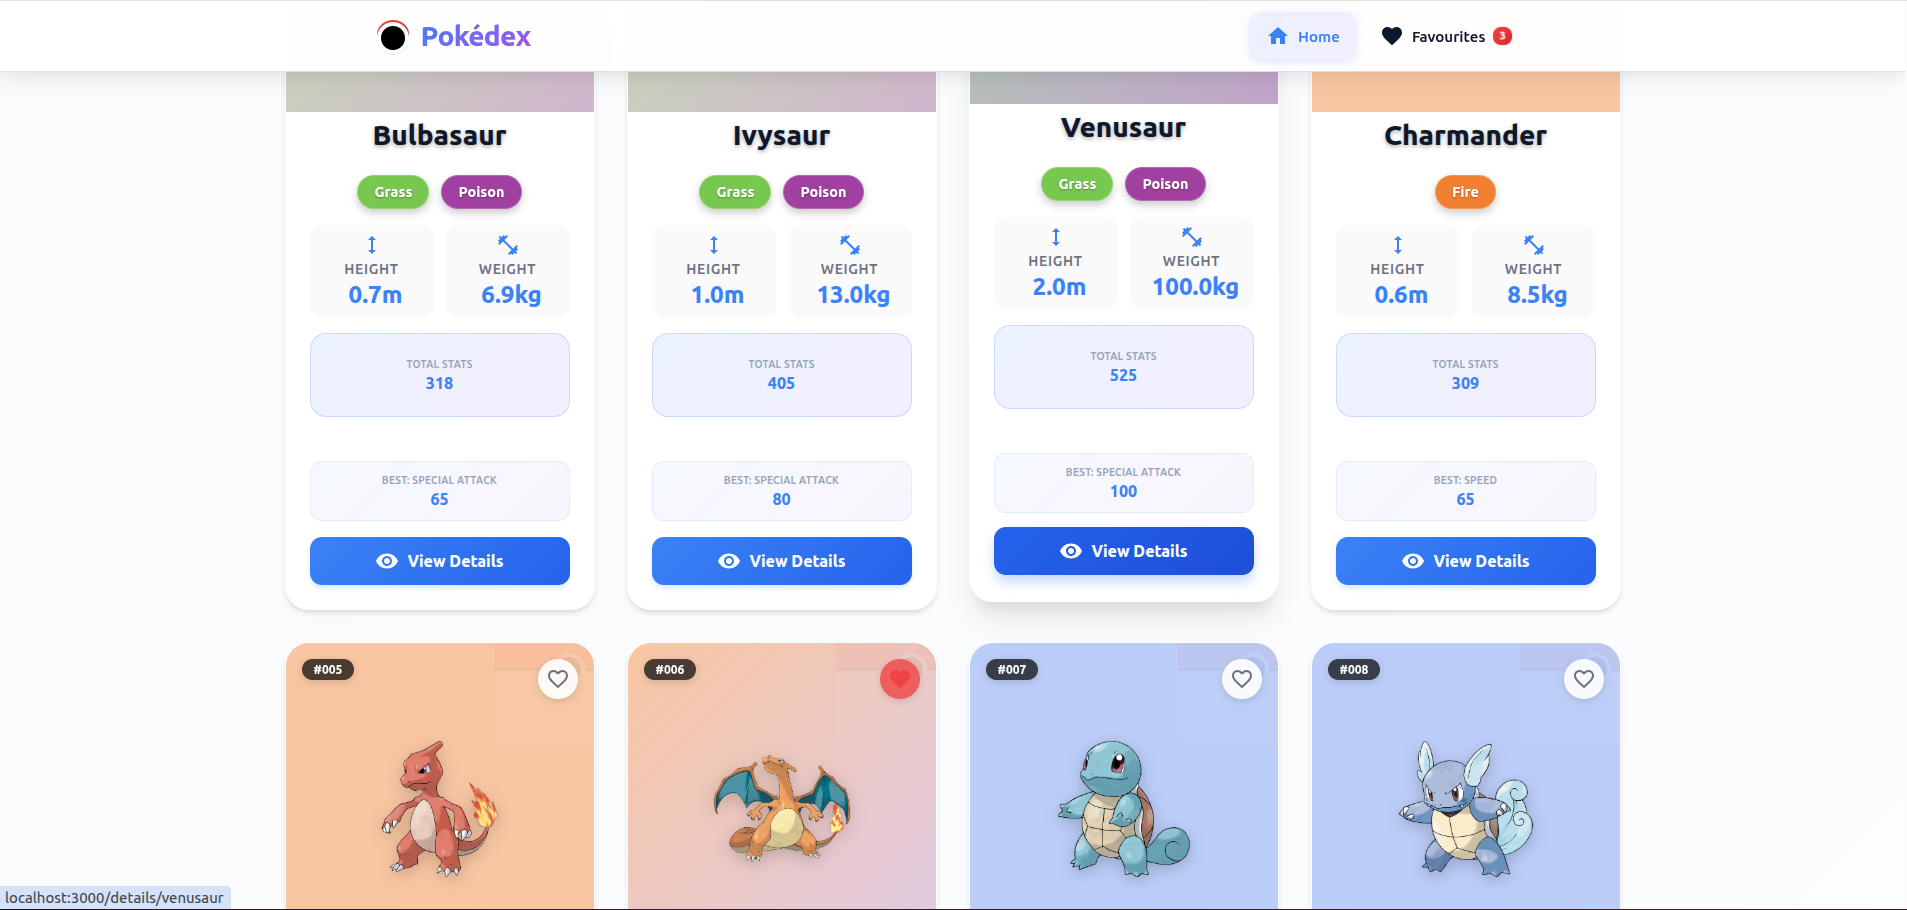 Pokédex
Home
Favourites 3
Bulbasaur
Grass Poison
HEIGHT WEIGHT
0.7m 6.9kg
TOTAL STATS
318
BEST: SPECIAL ATTACK
65
View Details
Ivysaur
Grass Poison
HEIGHT WEIGHT
1.0m 13.0kg
TOTAL STATS
405
BEST: SPECIAL ATTACK
80
View Details
Venusaur
Grass Poison
HEIGHT WEIGHT
2.0m 100.0kg
TOTAL STATS
525
BEST: SPECIAL ATTACK
100
View Details
Charmander
Fire
HEIGHT WEIGHT
0.6m 8.5kg
TOTAL STATS
309
BEST: SPEED
65
View Details
#005
#006
#007
#008
localhost:3000/details/venusaur